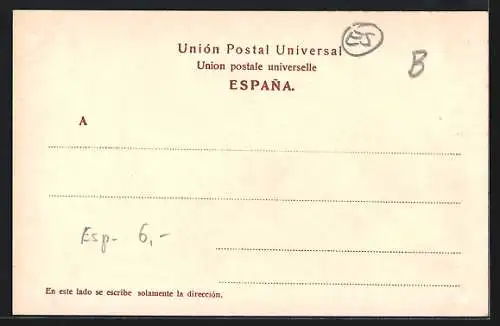 Unión Postal Universal
ES
Union postale universelle
B
ESPAÑA.
A
Esp- 6,-
En este lado se escribe solamente la dirección.